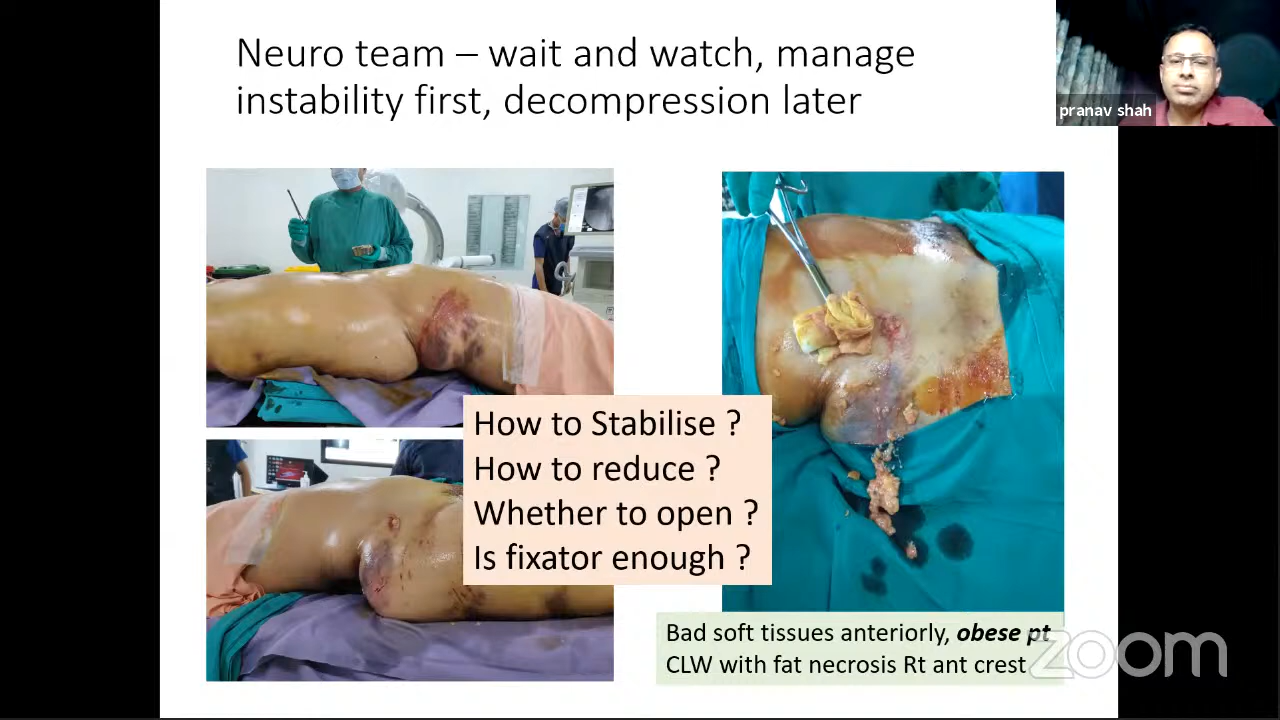 Neuro team – wait and watch, manage
instability first, decompression later
pranav shah
How to Stabilise ?
How to reduce ?
Whether to open ?
Is fixator enough ?
Bad soft tissues anteriorly, obese pt
CLW with fat necrosis Rt ant crest
zoom